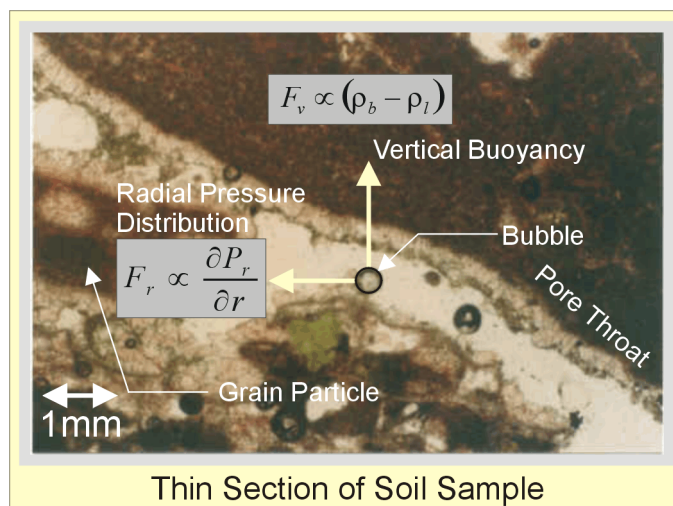 F_v ∝ (ρ_b − ρ_l)
Vertical Buoyancy
Radial Pressure
Distribution
Bubble
F_r ∝ ∂P_r / ∂r
Pore Throat
Grain Particle
1mm
Thin Section of Soil Sample